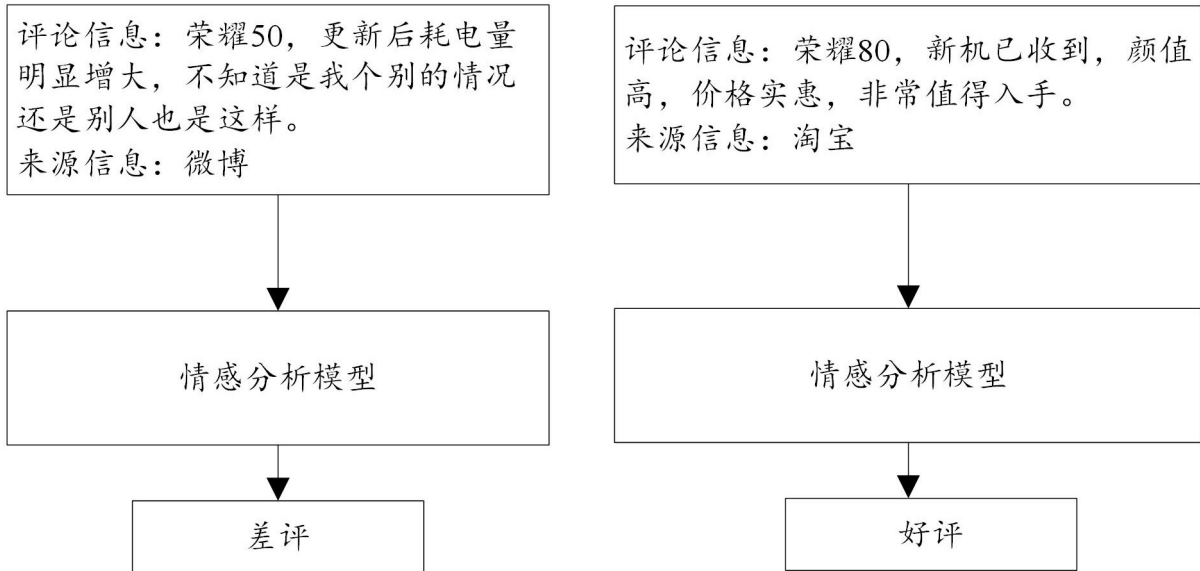 评论信息：荣耀50，更新后耗电量
明显增大，不知道是我个别的情况
还是别人也是这样。
来源信息：微博
情感分析模型
差评
评论信息：荣耀80，新机已收到，颜值
高，价格实惠，非常值得入手。
来源信息：淘宝
情感分析模型
好评